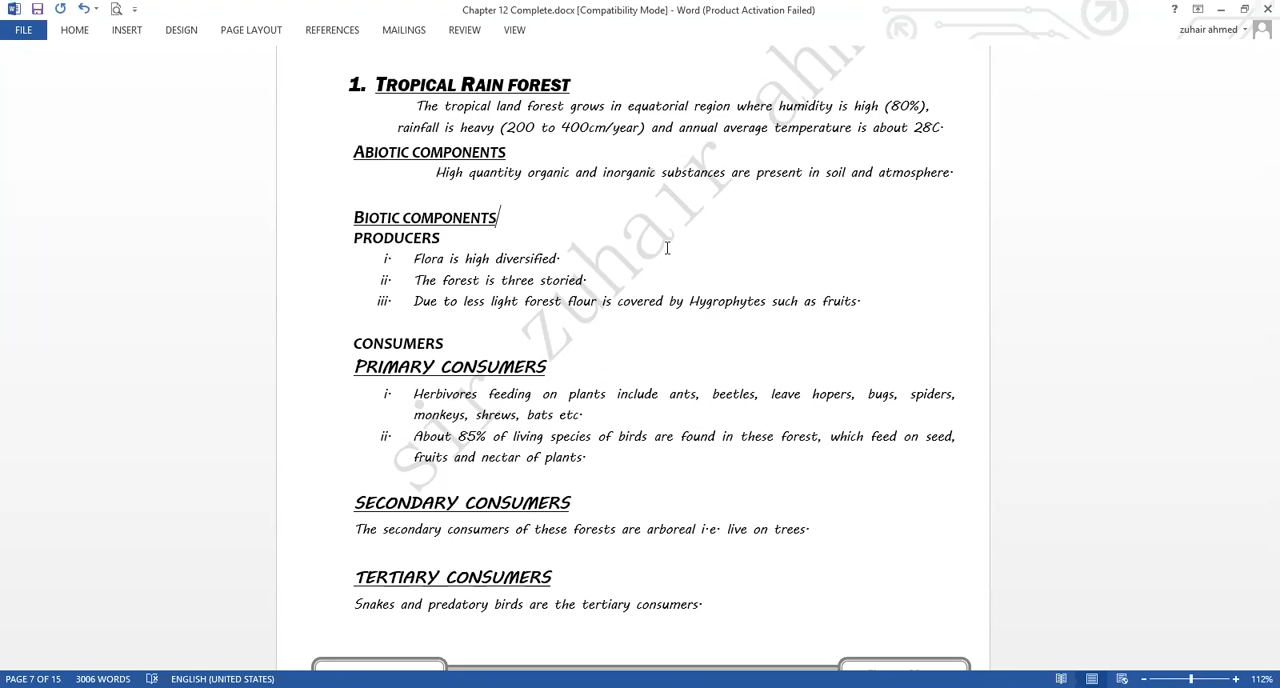 Chapter 12 Complete.docx [Compatibility Mode] - Word (Product Activation Failed)
FILE HOME INSERT DESIGN PAGE LAYOUT REFERENCES MAILINGS REVIEW VIEW zuhair ahmed
1. TROPICAL RAIN FOREST
The tropical land forest grows in equatorial region where humidity is high (80%),
rainfall is heavy (200 to 400cm/year) and annual average temperature is about 28C.
ABIOTIC COMPONENTS
High quantity organic and inorganic substances are present in soil and atmosphere.
BIOTIC COMPONENTS
PRODUCERS
i. Flora is high diversified.
ii. The forest is three storied.
iii. Due to less light forest flour is covered by Hygrophytes such as fruits.
CONSUMERS
PRIMARY CONSUMERS
i. Herbivores feeding on plants include ants, beetles, leave hopers, bugs, spiders,
monkeys, shrews, bats etc.
ii. About 85% of living species of birds are found in these forest, which feed on seed,
fruits and nectar of plants.
SECONDARY CONSUMERS
The secondary consumers of these forests are arboreal i.e. live on trees.
TERTIARY CONSUMERS
Snakes and predatory birds are the tertiary consumers.
sir zuhair ahm
PAGE 7 OF 15 3006 WORDS ENGLISH (UNITED STATES) 112%